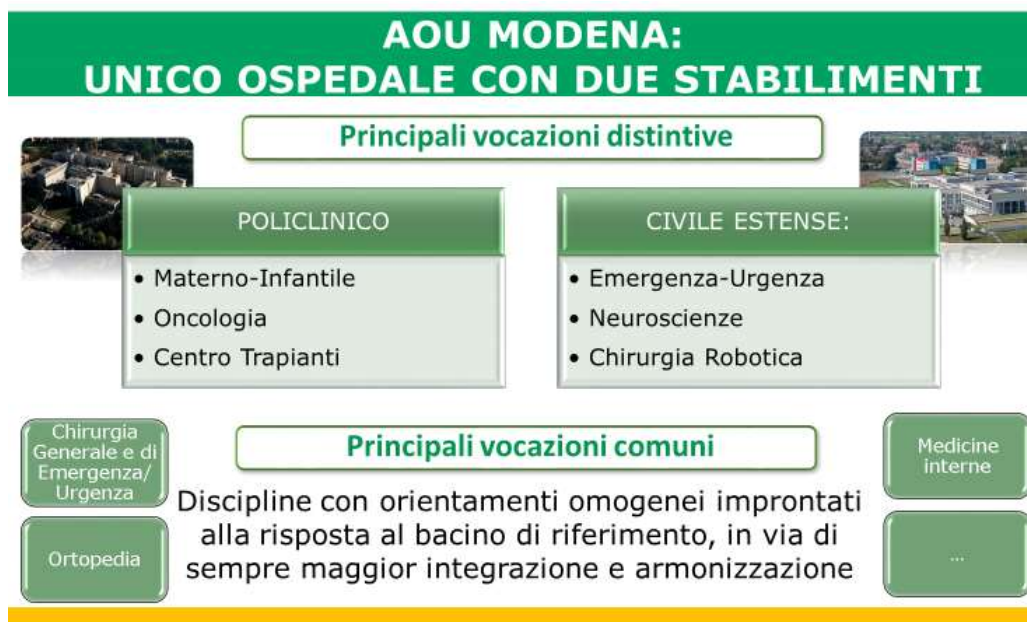 AOU MODENA:
UNICO OSPEDALE CON DUE STABILIMENTI
Principali vocazioni distintive
POLICLINICO
• Materno-Infantile
• Oncologia
• Centro Trapianti
CIVILE ESTENSE:
• Emergenza-Urgenza
• Neuroscienze
• Chirurgia Robotica
Chirurgia
Generale e di
Emergenza/
Urgenza
Ortopedia
Principali vocazioni comuni
Discipline con orientamenti omogenei improntati
alla risposta al bacino di riferimento, in via di
sempre maggior integrazione e armonizzazione
Medicine
interne
...